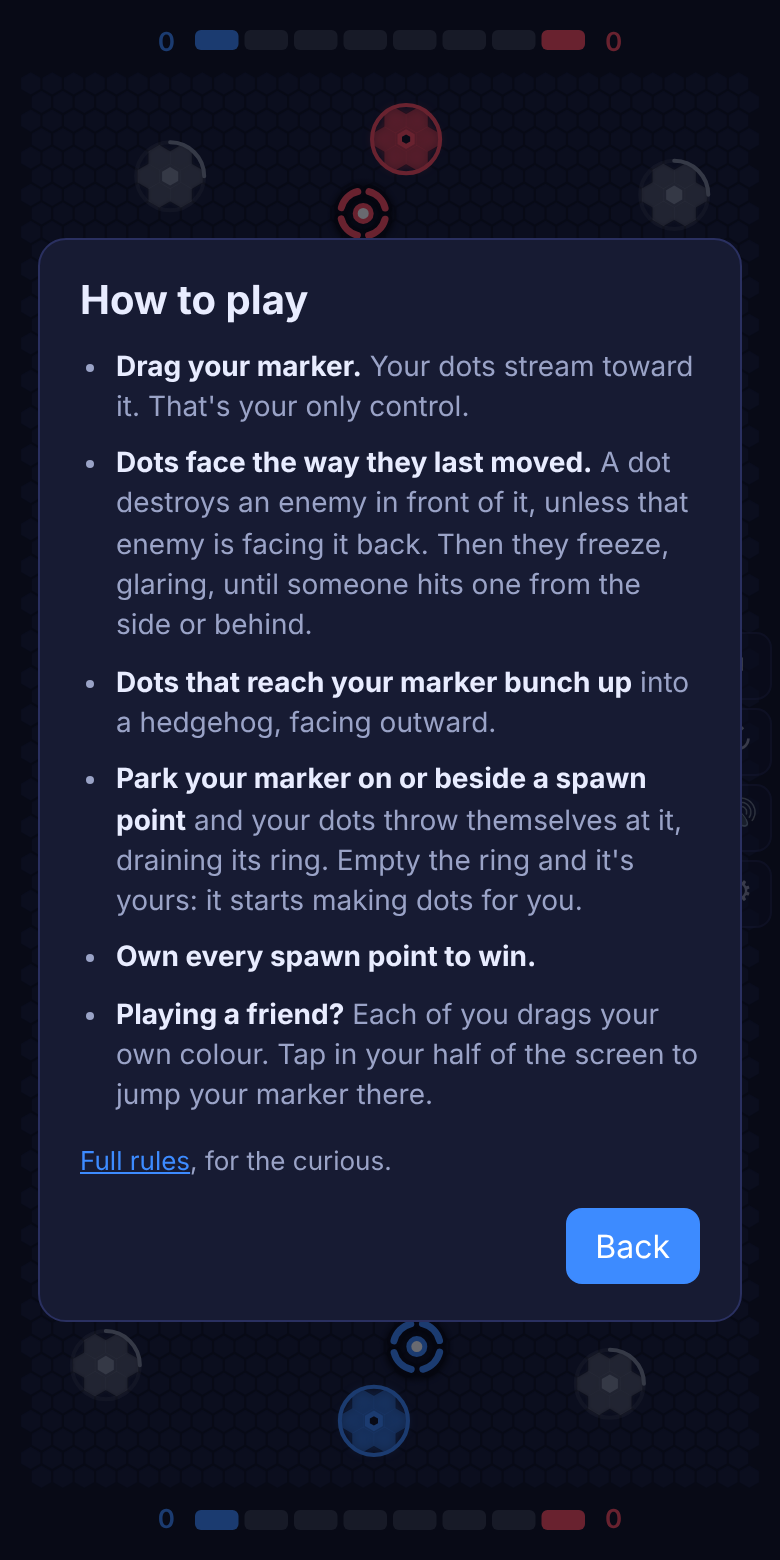 0 0
How to play
• Drag your marker. Your dots stream toward
it. That's your only control.
• Dots face the way they last moved. A dot
destroys an enemy in front of it, unless that
enemy is facing it back. Then they freeze,
glaring, until someone hits one from the
side or behind.
• Dots that reach your marker bunch up into
a hedgehog, facing outward.
• Park your marker on or beside a spawn
point and your dots throw themselves at it,
draining its ring. Empty the ring and it's
yours: it starts making dots for you.
• Own every spawn point to win.
• Playing a friend? Each of you drags your
own colour. Tap in your half of the screen to
jump your marker there.
Full rules, for the curious.
Back
0 0